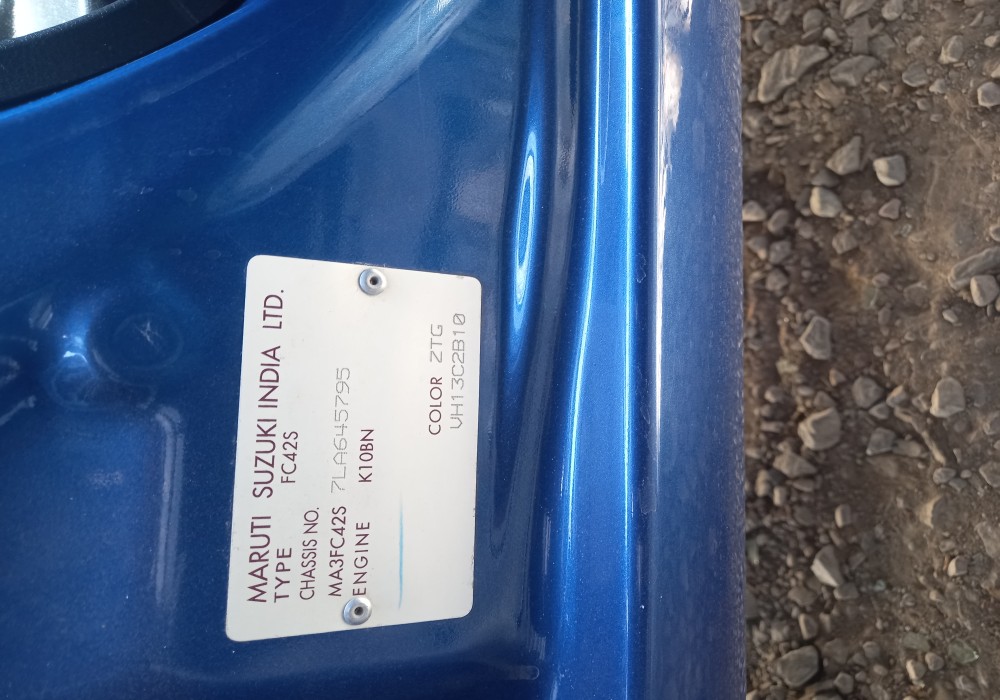 MARUTI SUZUKI INDIA LTD.
TYPE FC42S
CHASSIS NO.
MA3FC42S 7LA645795
ENGINE K10BN
COLOR ZTG
VH13C2B10